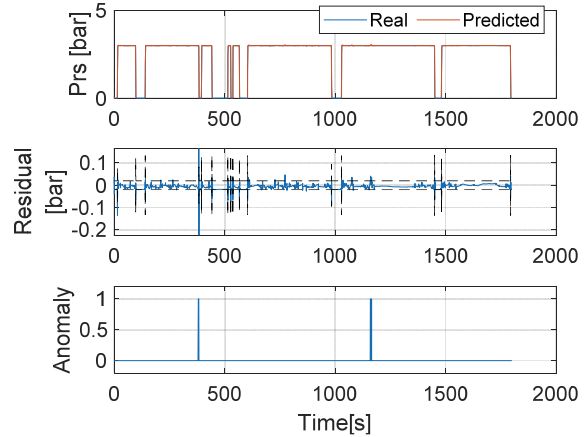 Real Predicted
Prs [bar]
5
0
0 500 1000 1500 2000
Residual
[bar]
0.1
0
-0.1
-0.2
0 500 1000 1500 2000
Anomaly
1
0.5
0
0 500 1000 1500 2000
Time[s]